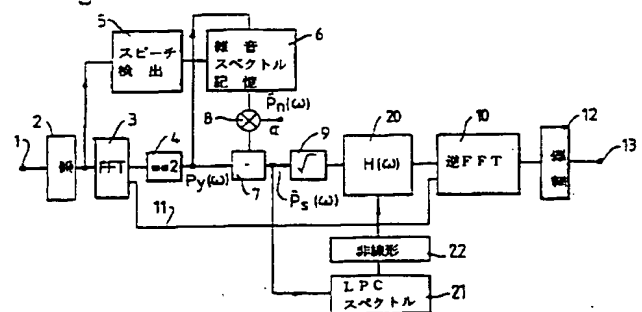 5
スピーチ
検出
雑音
スペクトル
記憶
6
P̂n(ω)
8
α
2
3
4
9
20
10
12
1
FFT
**2
-
√
H(ω)
逆FFT
13
Py(ω)
7
P̂s(ω)
11
非線形
22
LPC
スペクトル
21